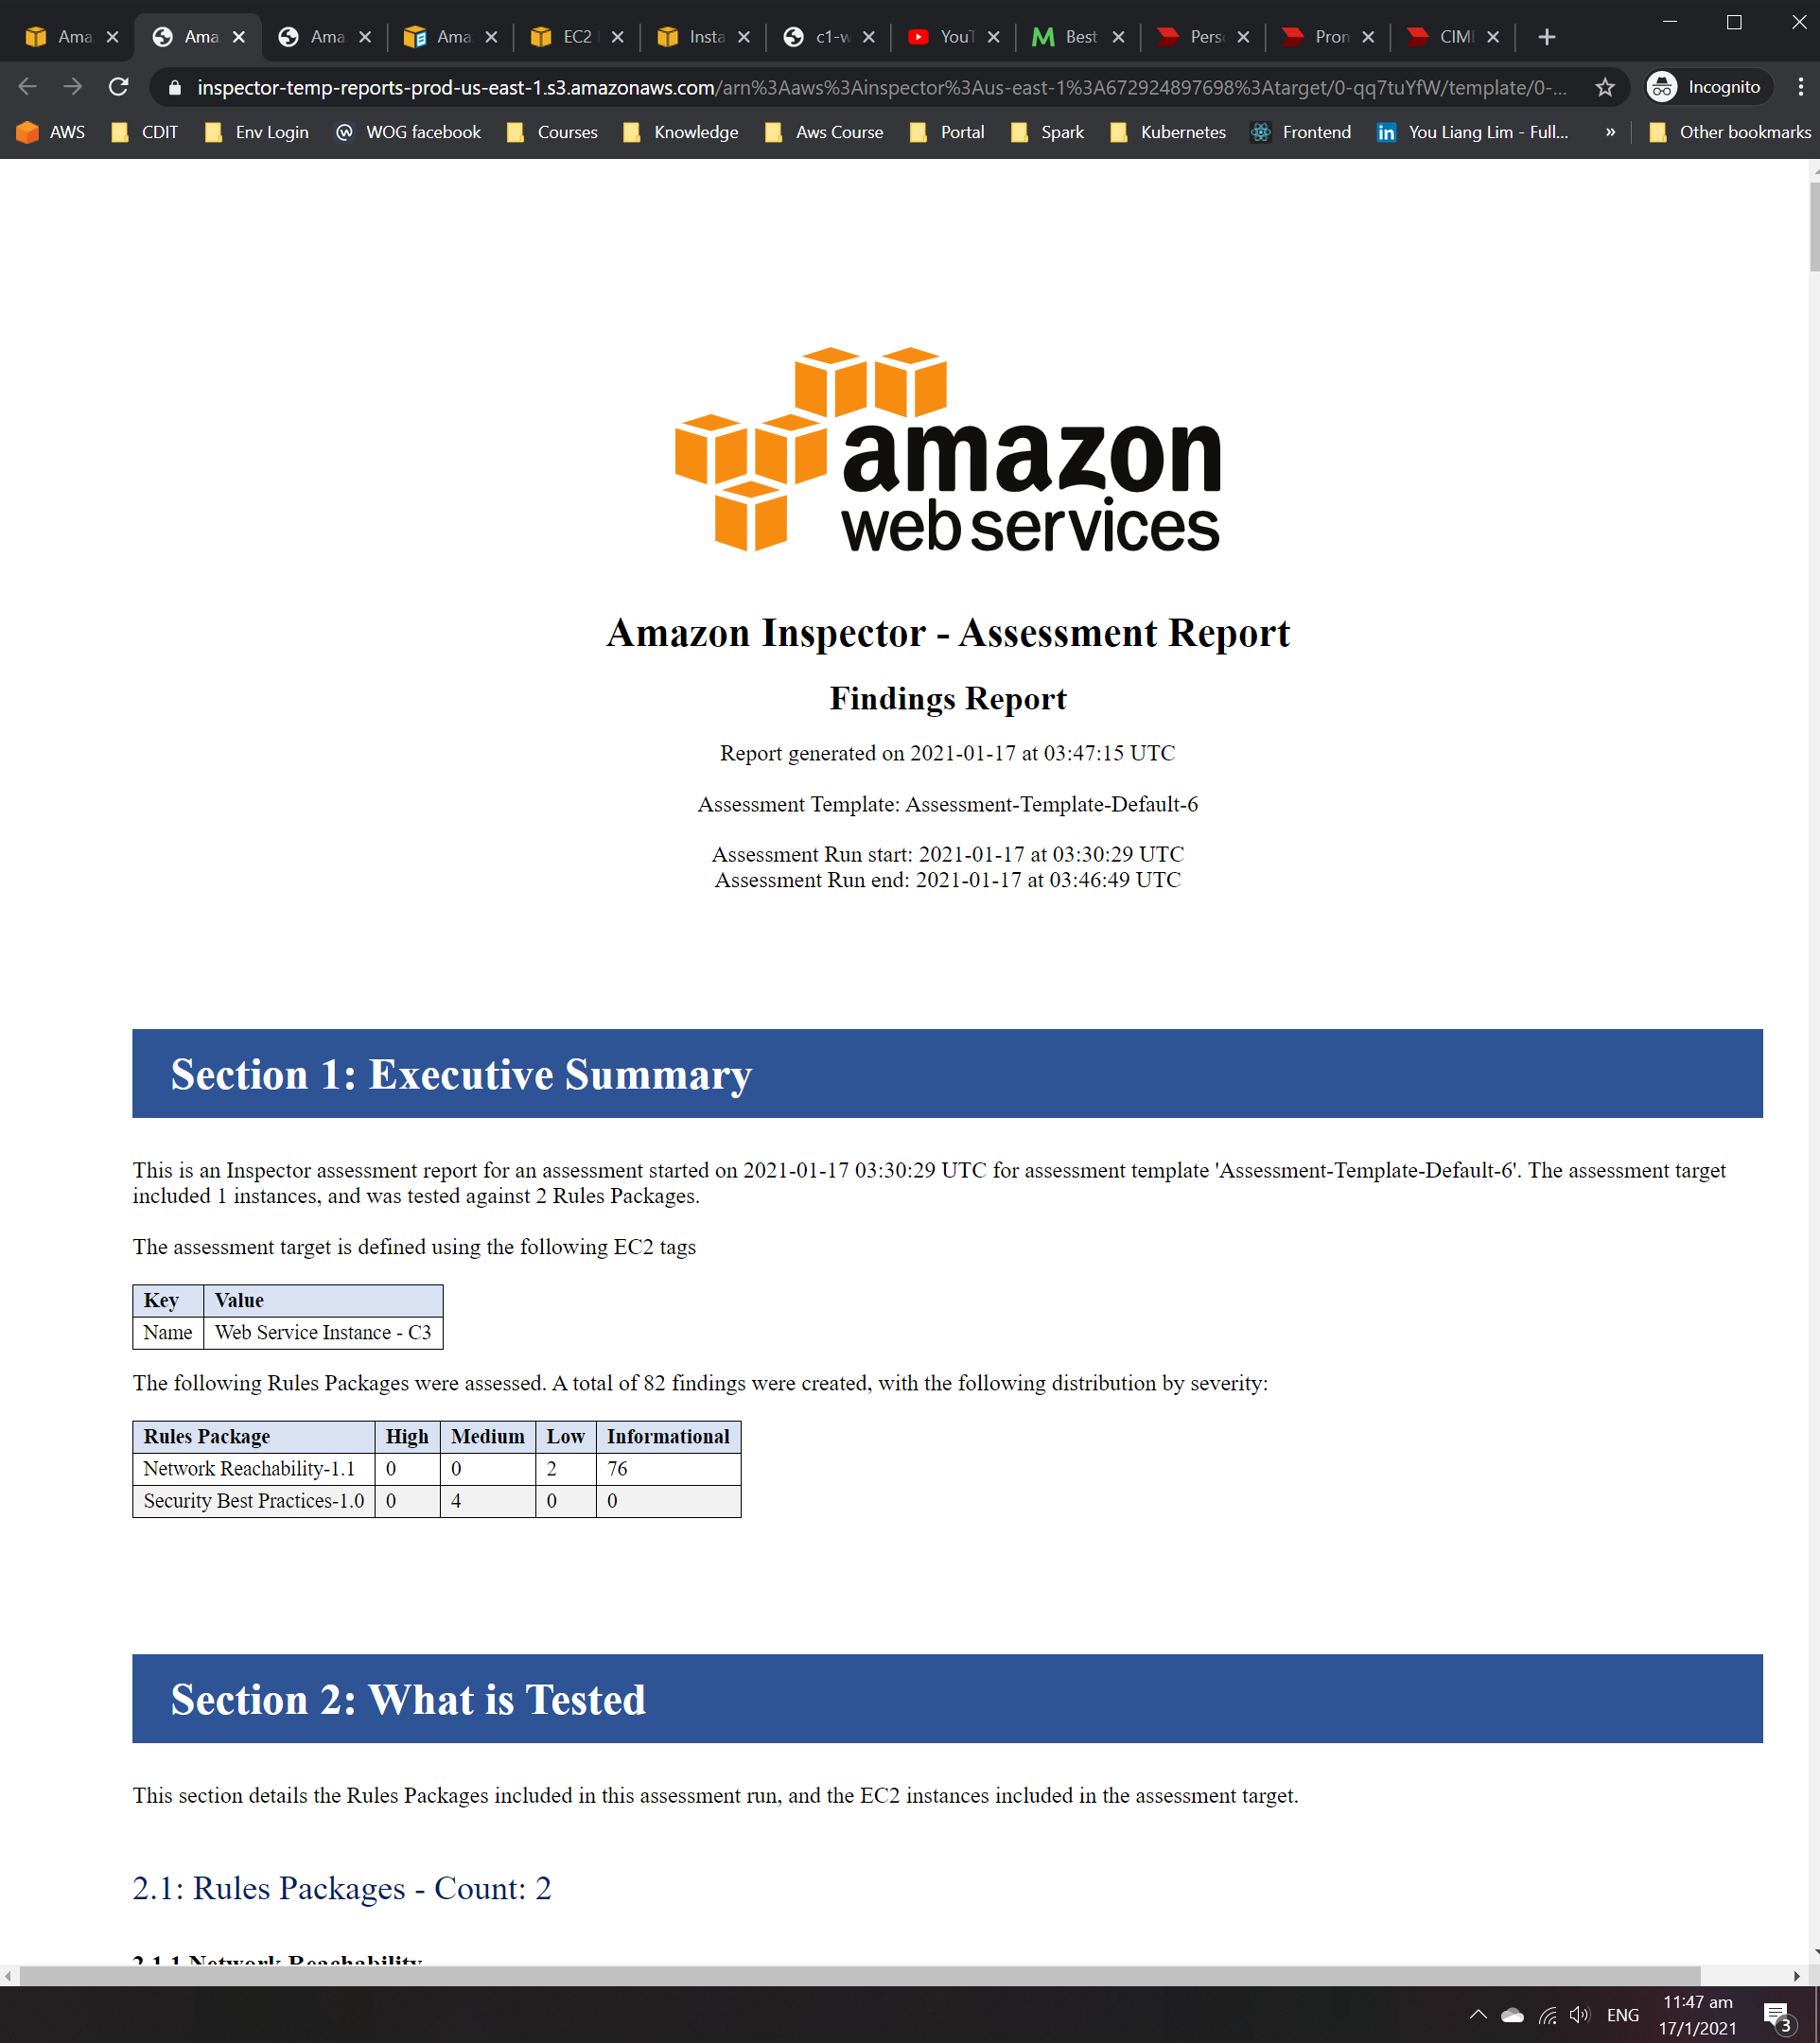 Ama
Ama
Ama
Ama
EC2
Insta
c1-w
YouT
Best
Pers
Pron
CIM
inspector-temp-reports-prod-us-east-1.s3.amazonaws.com/arn%3Aaws%3Ainspector%3Aus-east-1%3A672924897698%3Atarget/0-qq7tuYfW/template/0-...
Incognito
AWS CDIT Env Login WOG facebook Courses Knowledge Aws Course Portal Spark Kubernetes Frontend in You Liang Lim - Full... » Other bookmarks
amazon
web services
Amazon Inspector - Assessment Report
Findings Report
Report generated on 2021-01-17 at 03:47:15 UTC
Assessment Template: Assessment-Template-Default-6
Assessment Run start: 2021-01-17 at 03:30:29 UTC
Assessment Run end: 2021-01-17 at 03:46:49 UTC
Section 1: Executive Summary
This is an Inspector assessment report for an assessment started on 2021-01-17 03:30:29 UTC for assessment template 'Assessment-Template-Default-6'. The assessment target
included 1 instances, and was tested against 2 Rules Packages.
The assessment target is defined using the following EC2 tags
Key Value
Name Web Service Instance - C3
The following Rules Packages were assessed. A total of 82 findings were created, with the following distribution by severity:
Rules Package High Medium Low Informational
Network Reachability-1.1 0 0 2 76
Security Best Practices-1.0 0 4 0 0
Section 2: What is Tested
This section details the Rules Packages included in this assessment run, and the EC2 instances included in the assessment target.
2.1: Rules Packages - Count: 2
2.1.1 Network Reachability
ENG
11:47 am
17/1/2021
3